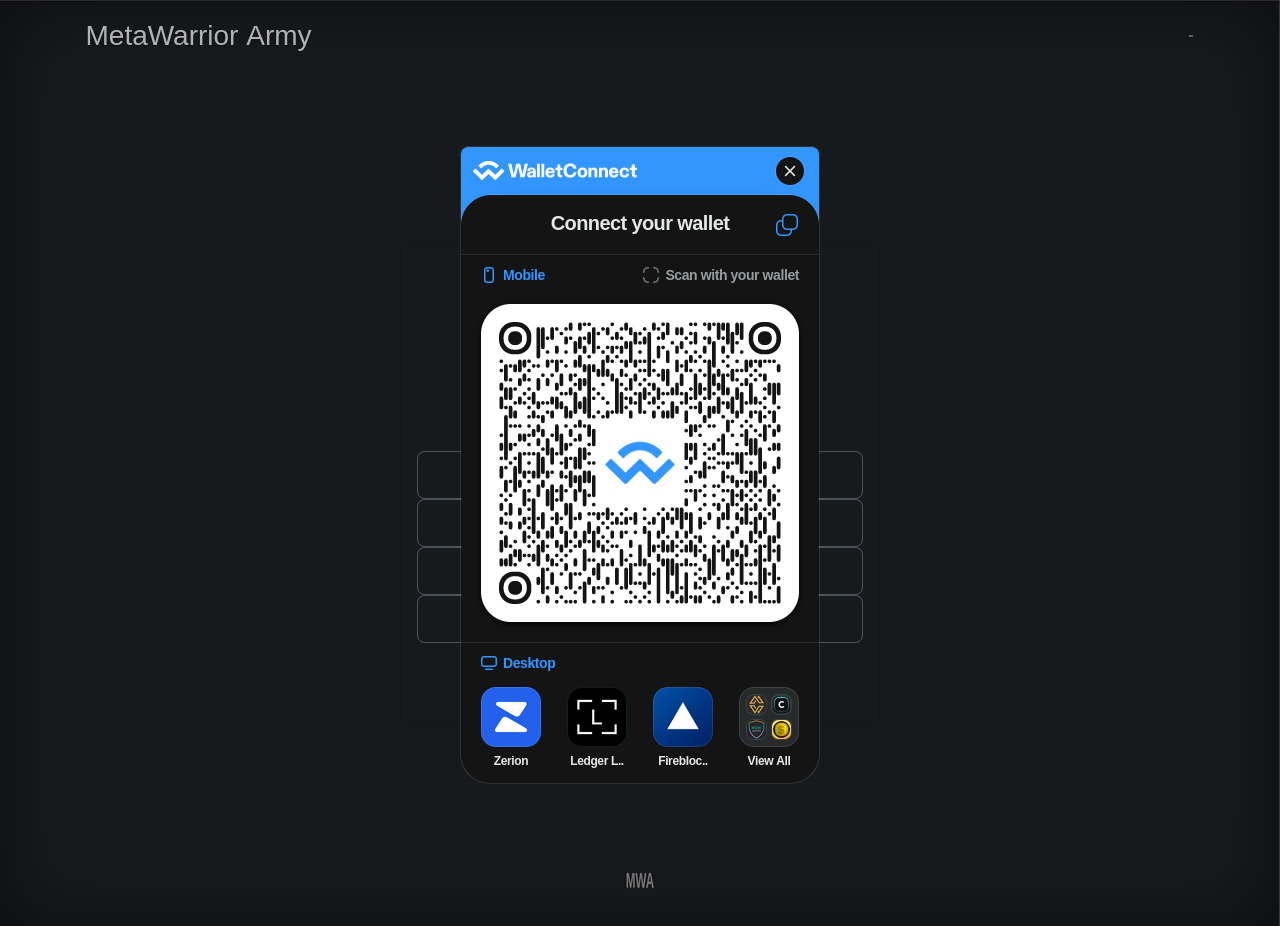 MetaWarrior Army
-
WalletConnect
Connect your wallet
Mobile
Scan with your wallet
Desktop
Zerion
Ledger L..
Firebloc..
View All
MWA